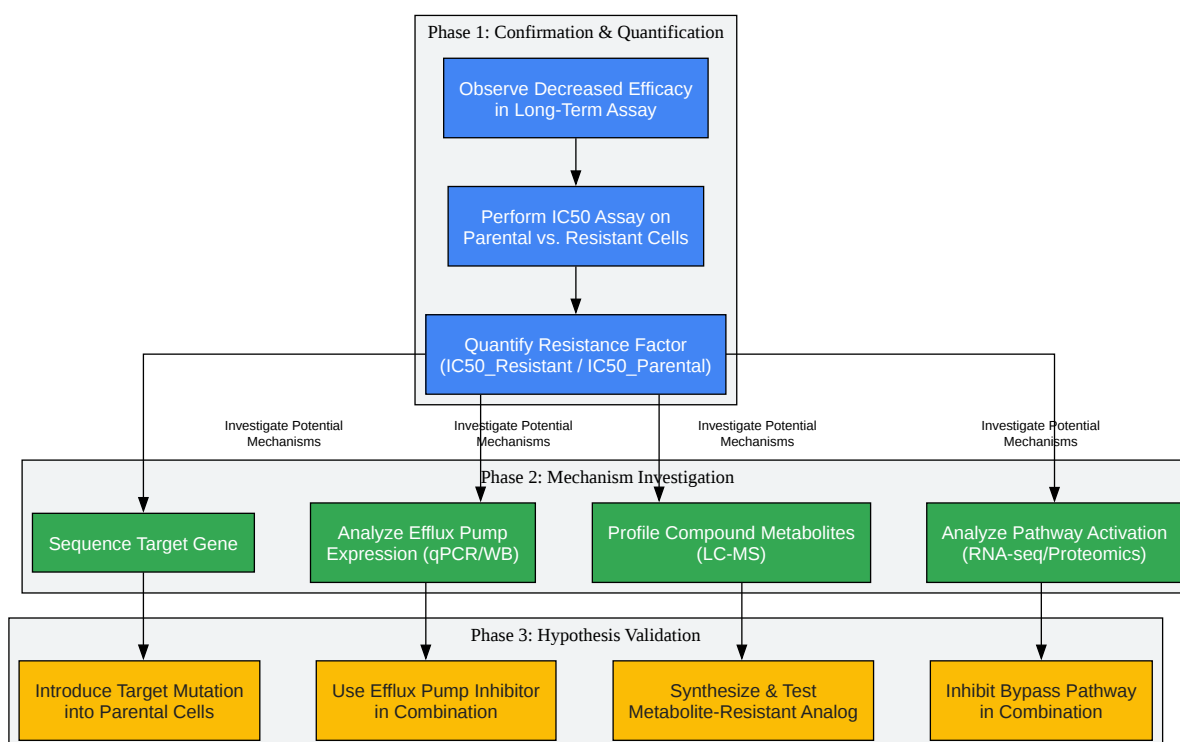 Phase 1: Confirmation & Quantification
Observe Decreased Efficacy
in Long-Term Assay
Perform IC50 Assay on
Parental vs. Resistant Cells
Quantify Resistance Factor
(IC50_Resistant / IC50_Parental)
Investigate Potential
Mechanisms
Investigate Potential
Mechanisms
Investigate Potential
Mechanisms
Investigate Potential
Mechanisms
Phase 2: Mechanism Investigation
Sequence Target Gene
Analyze Efflux Pump
Expression (qPCR/WB)
Profile Compound Metabolites
(LC-MS)
Analyze Pathway Activation
(RNA-seq/Proteomics)
Phase 3: Hypothesis Validation
Introduce Target Mutation
into Parental Cells
Use Efflux Pump Inhibitor
in Combination
Synthesize & Test
Metabolite-Resistant Analog
Inhibit Bypass Pathway
in Combination